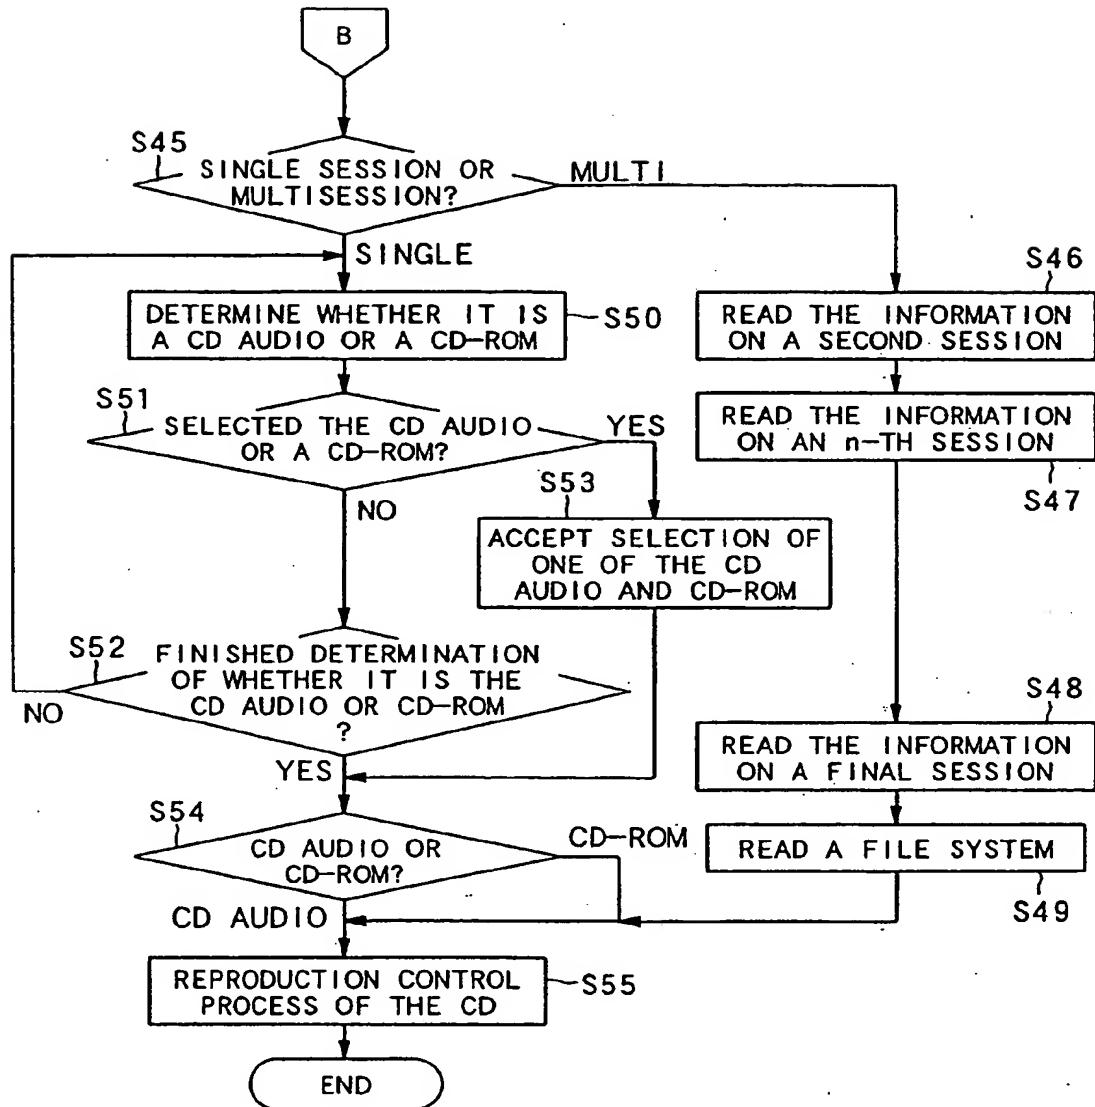 B
S45
SINGLE SESSION OR
MULTISESSION?
MULTI
SINGLE
S46
DETERMINE WHETHER IT IS
A CD AUDIO OR A CD-ROM
S50
READ THE INFORMATION
ON A SECOND SESSION
S51
SELECTED THE CD AUDIO
OR A CD-ROM?
YES
NO
READ THE INFORMATION
ON AN n-TH SESSION
S47
S53
ACCEPT SELECTION OF
ONE OF THE CD
AUDIO AND CD-ROM
S52
FINISHED DETERMINATION
OF WHETHER IT IS THE
CD AUDIO OR CD-ROM
?
NO
YES
S48
READ THE INFORMATION
ON A FINAL SESSION
S54
CD AUDIO OR
CD-ROM?
CD-ROM
CD AUDIO
READ A FILE SYSTEM
S49
REPRODUCTION CONTROL
PROCESS OF THE CD
S55
END